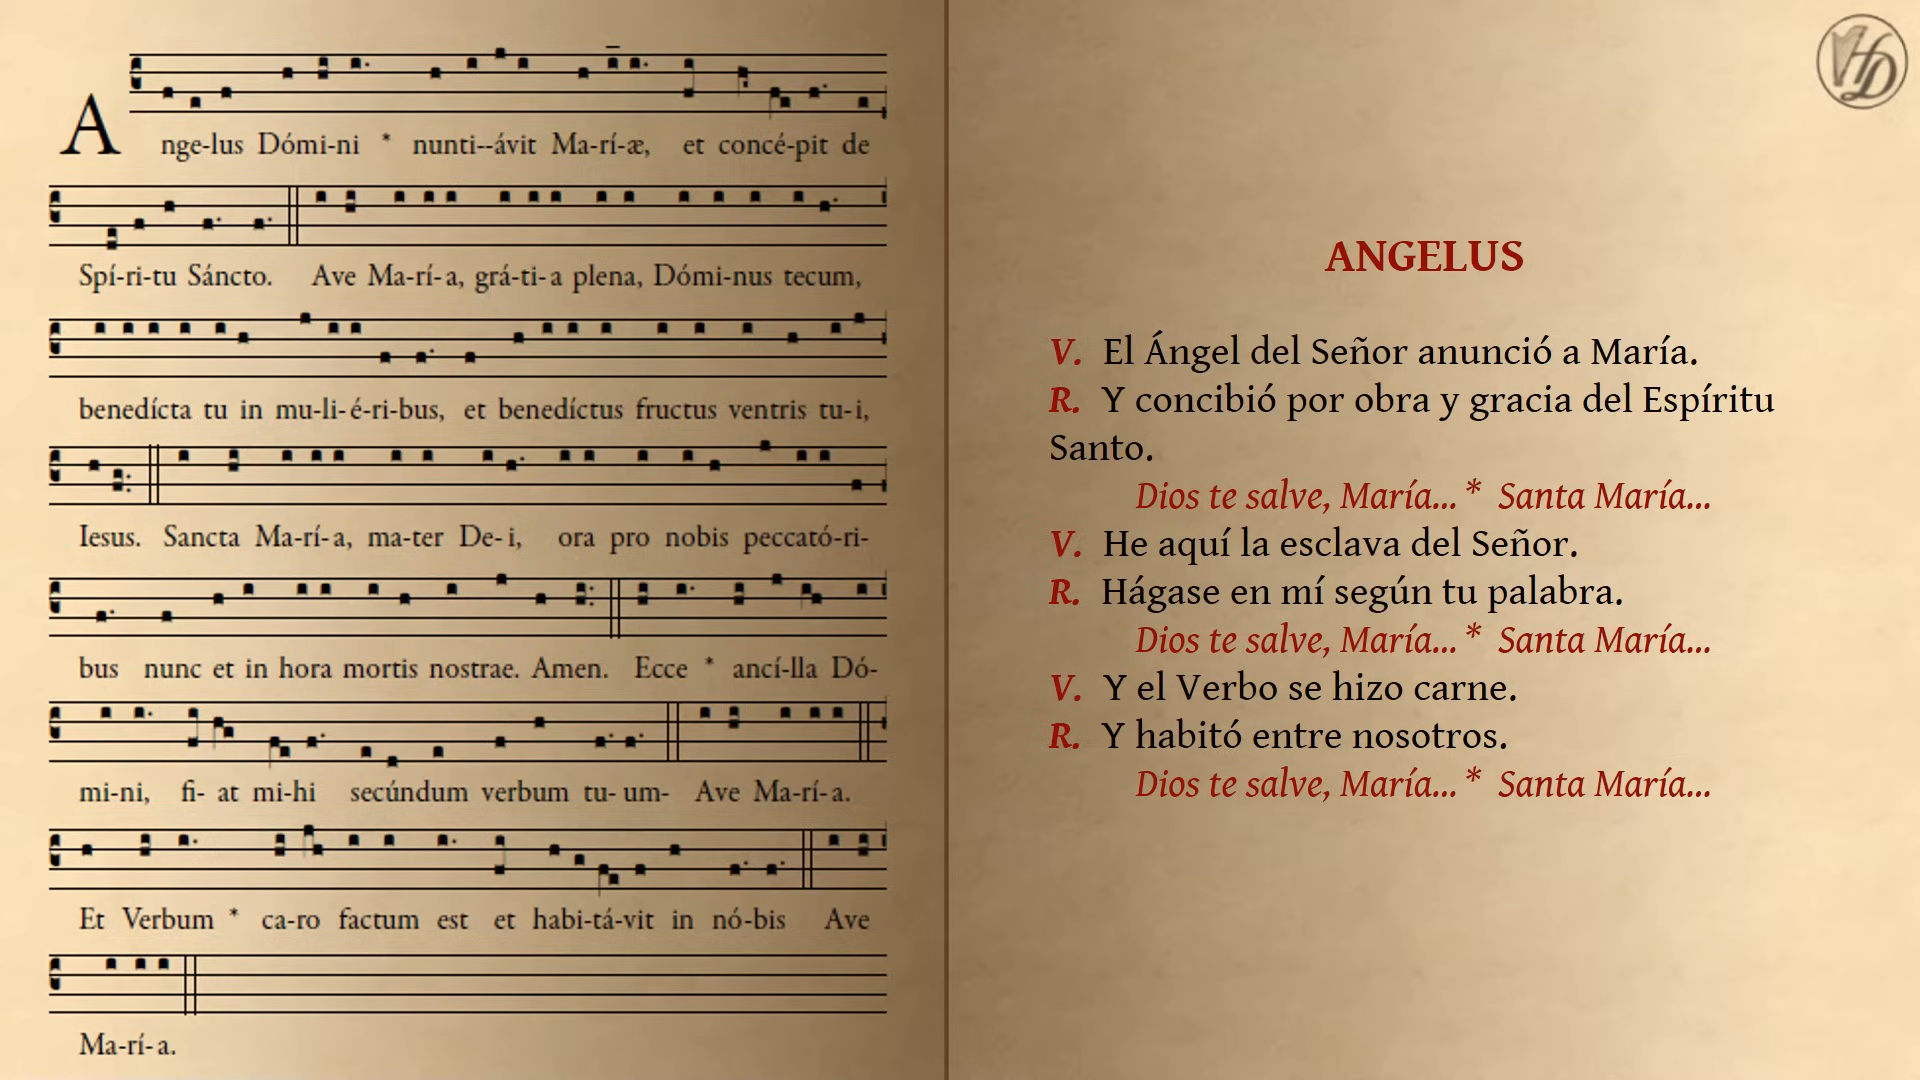 Ange-lus Dómi-ni * nunti--ávit Ma-rí-æ, et concé-pit de
Spí-ri-tu Sáncto. Ave Ma-rí-a, grá-ti-a plena, Dómi-nus tecum,
benedícta tu in mu-li-é-ri-bus, et benedíctus fructus ventris tu-i,
Iesus. Sancta Ma-rí-a, ma-ter De-i, ora pro nobis peccató-ri-
bus nunc et in hora mortis nostrae. Amen. Ecce * ancí-lla Dó-
mi-ni, fi- at mi-hi secúndum verbum tu-um- Ave Ma-rí-a.
Et Verbum * ca-ro factum est et habi-tá-vit in nó-bis Ave
Ma-rí-a.
HD
ANGELUS
V. El Ángel del Señor anunció a María.
R. Y concibió por obra y gracia del Espíritu
Santo.
Dios te salve, María... * Santa María...
V. He aquí la esclava del Señor.
R. Hágase en mí según tu palabra.
Dios te salve, María... * Santa María...
V. Y el Verbo se hizo carne.
R. Y habitó entre nosotros.
Dios te salve, María... * Santa María...